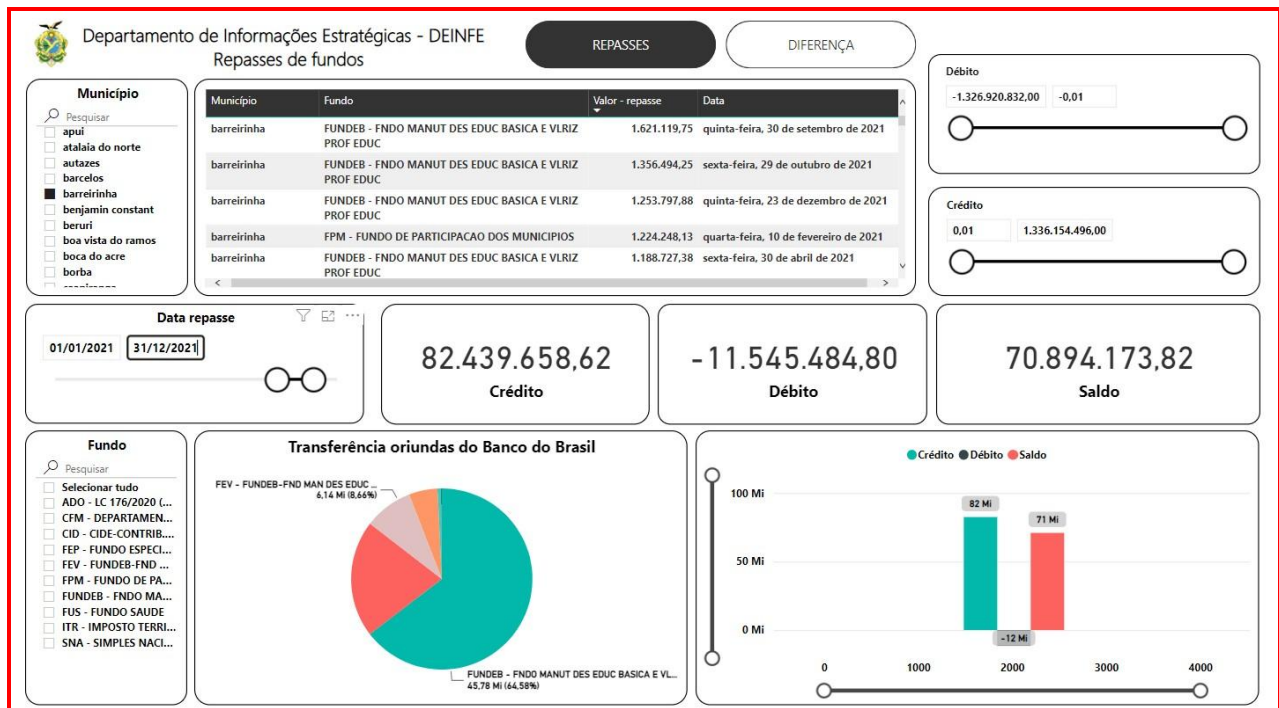 Departamento de Informações Estratégicas - DEINFE
Repasses de fundos
REPASSES
DIFERENÇA
Município
Pesquisar
apui
atalaia do norte
autazes
barcelos
barreirinha
benjamin constant
beruri
boa vista do ramos
boca do acre
borba
Município Fundo Valor - repasse Data
barreirinha FUNDEB - FNDO MANUT DES EDUC BASICA E VLRIZ 1.621.119,75 quinta-feira, 30 de setembro de 2021
PROF EDUC
barreirinha FUNDEB - FNDO MANUT DES EDUC BASICA E VLRIZ 1.356.494,25 sexta-feira, 29 de outubro de 2021
PROF EDUC
barreirinha FUNDEB - FNDO MANUT DES EDUC BASICA E VLRIZ 1.253.797,88 quinta-feira, 23 de dezembro de 2021
PROF EDUC
barreirinha FPM - FUNDO DE PARTICIPACAO DOS MUNICIPIOS 1.224.248,13 quarta-feira, 10 de fevereiro de 2021
barreirinha FUNDEB - FNDO MANUT DES EDUC BASICA E VLRIZ 1.188.727,38 sexta-feira, 30 de abril de 2021
PROF EDUC
Débito
-1.326.920.832,00 -0,01
Crédito
0,01 1.336.154.496,00
Data repasse
01/01/2021 31/12/2021
82.439.658,62
Crédito
-11.545.484,80
Débito
70.894.173,82
Saldo
Fundo
Pesquisar
Selecionar tudo
ADO - LC 176/2020 (...
CFM - DEPARTAMEN...
CID - CIDE-CONTRIB....
FEP - FUNDO ESPECI...
FEV - FUNDEB-FND ...
FPM - FUNDO DE PA...
FUNDEB - FNDO MA...
FUS - FUNDO SAUDE
ITR - IMPOSTO TERRI...
SNA - SIMPLES NACI...
Transferência oriundas do Banco do Brasil
FEV - FUNDEB-FND MAN DES EDUC ...
6,14 Mi (8,66%)
FUNDEB - FNDO MANUT DES EDUC BASICA E VL...
45,78 Mi (64,58%)
Crédito Débito Saldo
100 Mi
50 Mi
0 Mi
82 Mi
71 Mi
-12 Mi
0 1000 2000 3000 4000